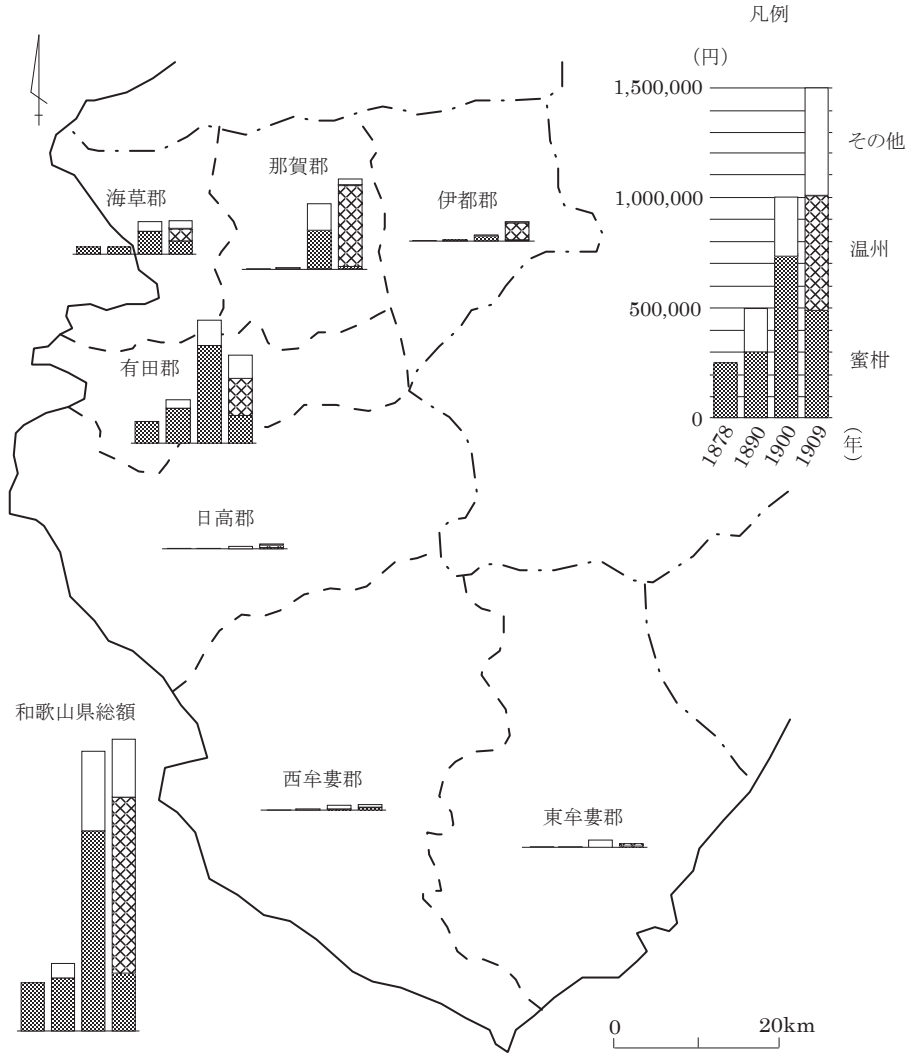 凡例
(円)
1,500,000
その他
1,000,000
温州
500,000
蜜柑
0
1878
1890
1900
1909
(年)
海草郡
那賀郡
伊都郡
有田郡
日高郡
和歌山県総額
西牟婁郡
東牟婁郡
0
20km